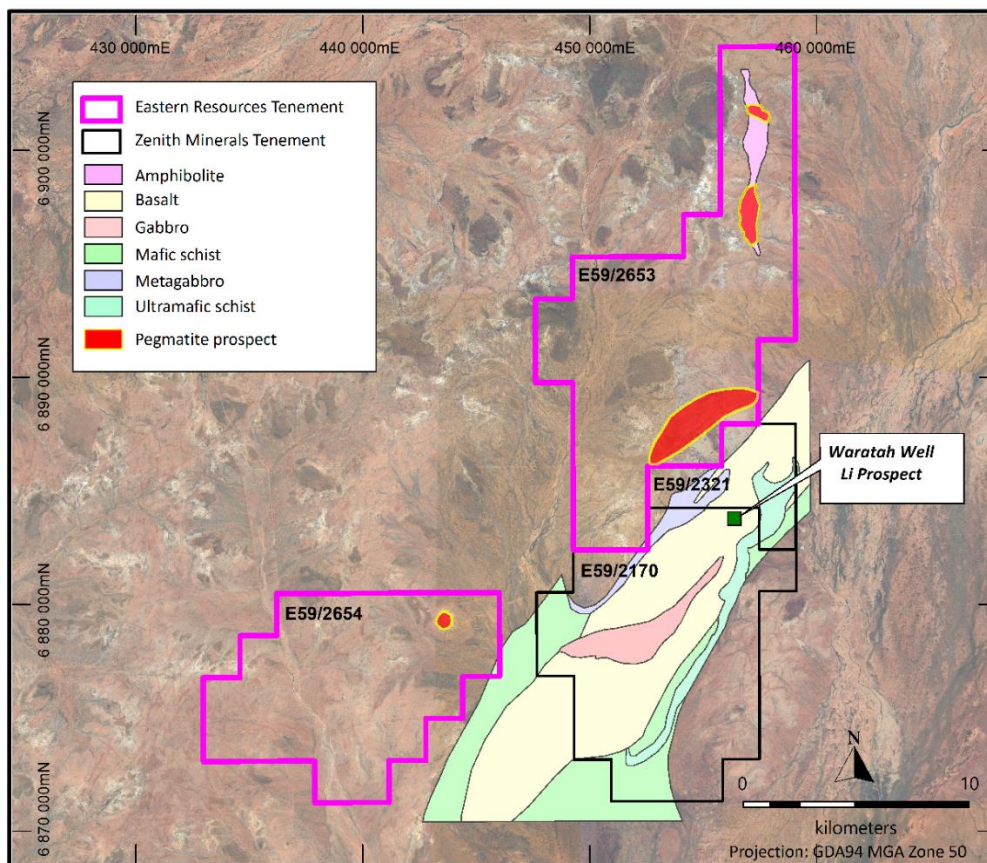 430 000mE
440 000mE
450 000mE
460 000mE
6 900 000mN
6 890 000mN
6 880 000mN
6 870 000mN
Eastern Resources Tenement
Zenith Minerals Tenement
Amphibolite
Basalt
Gabbro
Mafic schist
Metagabbro
Ultramafic schist
Pegmatite prospect
E59/2653
Waratah Well
Li Prospect
E59/2321
E59/2170
E59/2654
N
0
10
kilometers
Projection: GDA94 MGA Zone 50